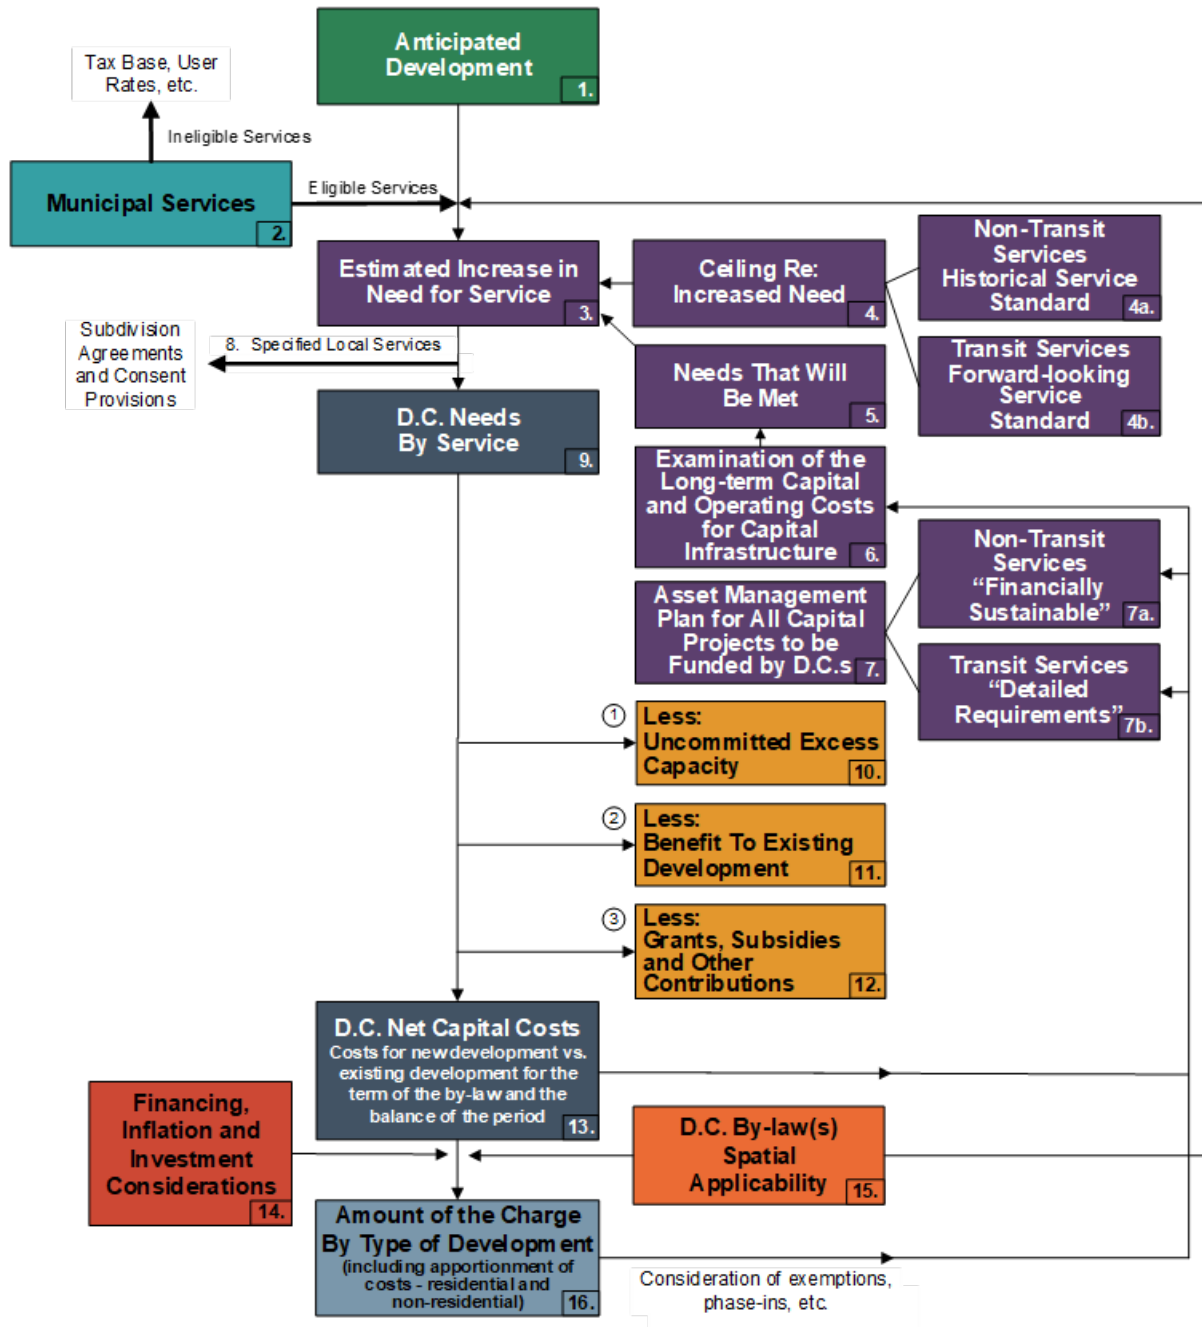 Anticipated
Development
1.
Tax Base, User
Rates, etc.
Ineligible Services
Municipal Services
2.
Eligible Services
Estimated Increase in
Need for Service
3.
Ceiling Re:
Increased Need
4.
Non-Transit
Services
Historical Service
Standard
4a.
Transit Services
Forward-looking
Service
Standard
4b.
Subdivision
Agreements
and Consent
Provisions
8. Specified Local Services
Needs That Will
Be Met
5.
D.C. Needs
By Service
9.
Examination of the
Long-term Capital
and Operating Costs
for Capital
Infrastructure
6.
Non-Transit
Services
“Financially
Sustainable”
7a.
Asset Management
Plan for All Capital
Projects to be
Funded by D.C.s
7.
Transit Services
“Detailed
Requirements”
7b.
1
Less:
Uncommitted Excess
Capacity
10.
2
Less:
Benefit To Existing
Development
11.
3
Less:
Grants, Subsidies
and Other
Contributions
12.
D.C. Net Capital Costs
Costs for new development vs.
existing development for the
term of the by-law and the
balance of the period
13.
Financing,
Inflation and
Investment
Considerations
14.
D.C. By-law(s)
Spatial
Applicability
15.
Amount of the Charge
By Type of Development
(including apportionment of
costs - residential and
non-residential)
16.
Consideration of exemptions,
phase-ins, etc.